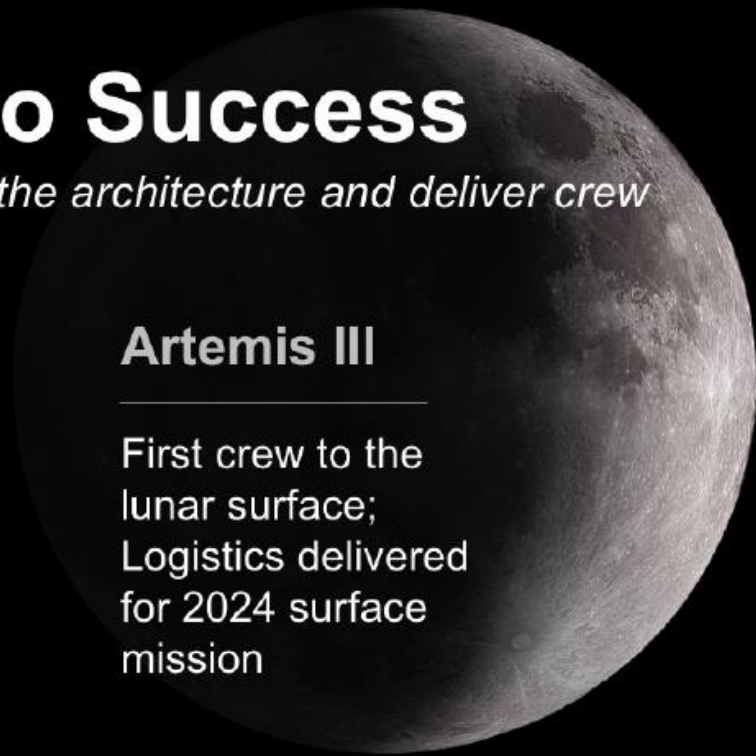 o Success
the architecture and deliver crew
Artemis III
First crew to the
lunar surface;
Logistics delivered
for 2024 surface
mission